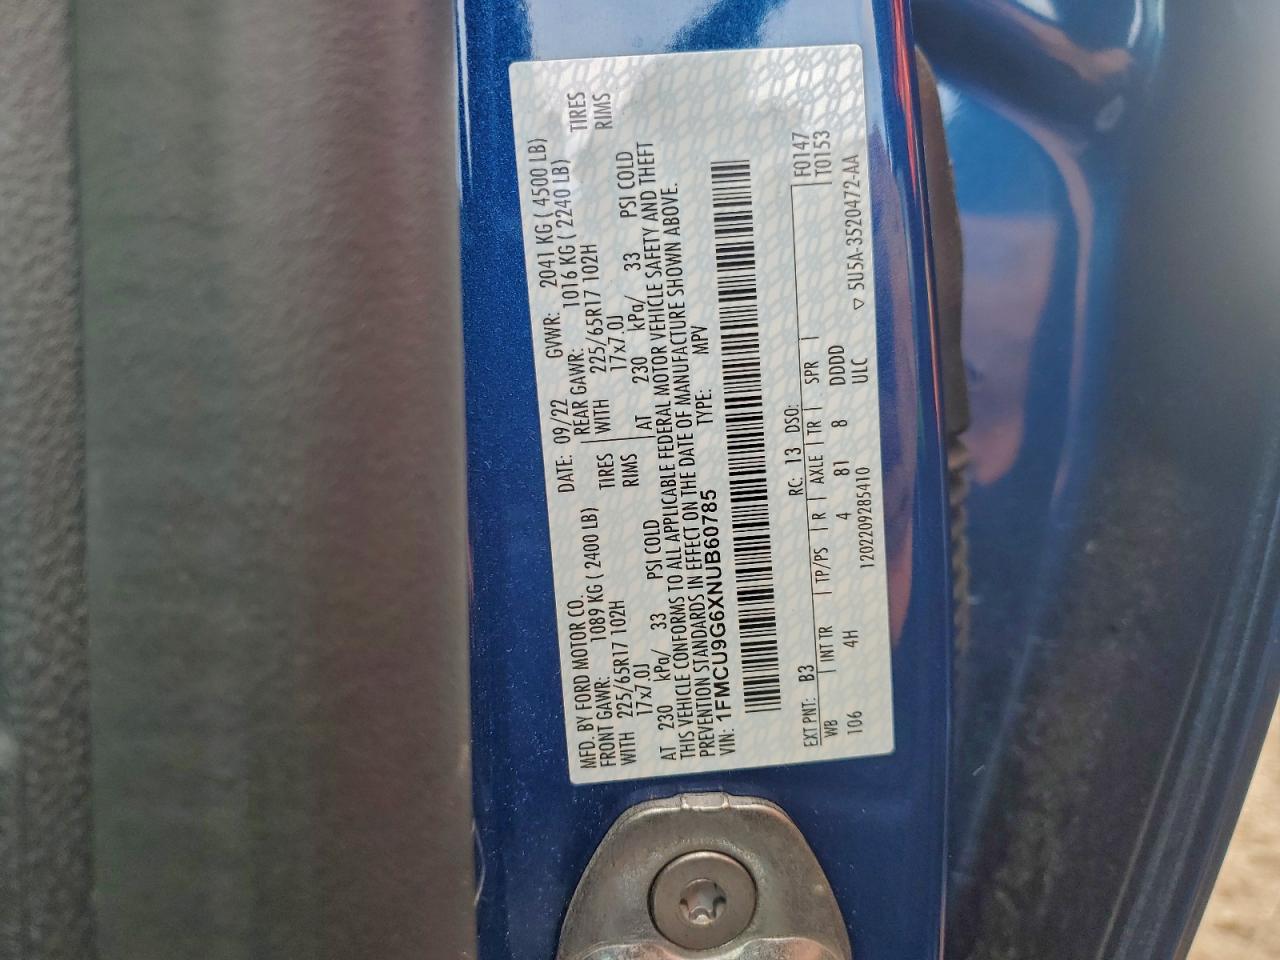 MFD. BY FORD MOTOR CO.
DATE: 09/22 GVWR: 2041 KG ( 4500 LB)
FRONT GAWR: 1089 KG ( 2400 LB)
REAR GAWR: 1016 KG ( 2240 LB)
WITH 225/65R17 102H TIRES
WITH 225/65R17 102H TIRES
17x7.0J RIMS
17x7.0J RIMS
AT 230 kPa/ 33 PSI COLD
AT 230 kPa/ 33 PSI COLD
THIS VEHICLE CONFORMS TO ALL APPLICABLE FEDERAL MOTOR VEHICLE SAFETY AND THEFT
PREVENTION STANDARDS IN EFFECT ON THE DATE OF MANUFACTURE SHOWN ABOVE.
VIN: 1FMCU9G6XNUB60785 TYPE: MPV
EXT PNT: B3 RC: 13 DSO: F0147
WB INT TR TP/PS R AXLE TR SPR T0153
106 4H 4 81 8 DDDD
120220928541O ULC ▽ 5U5A-3520472-AA